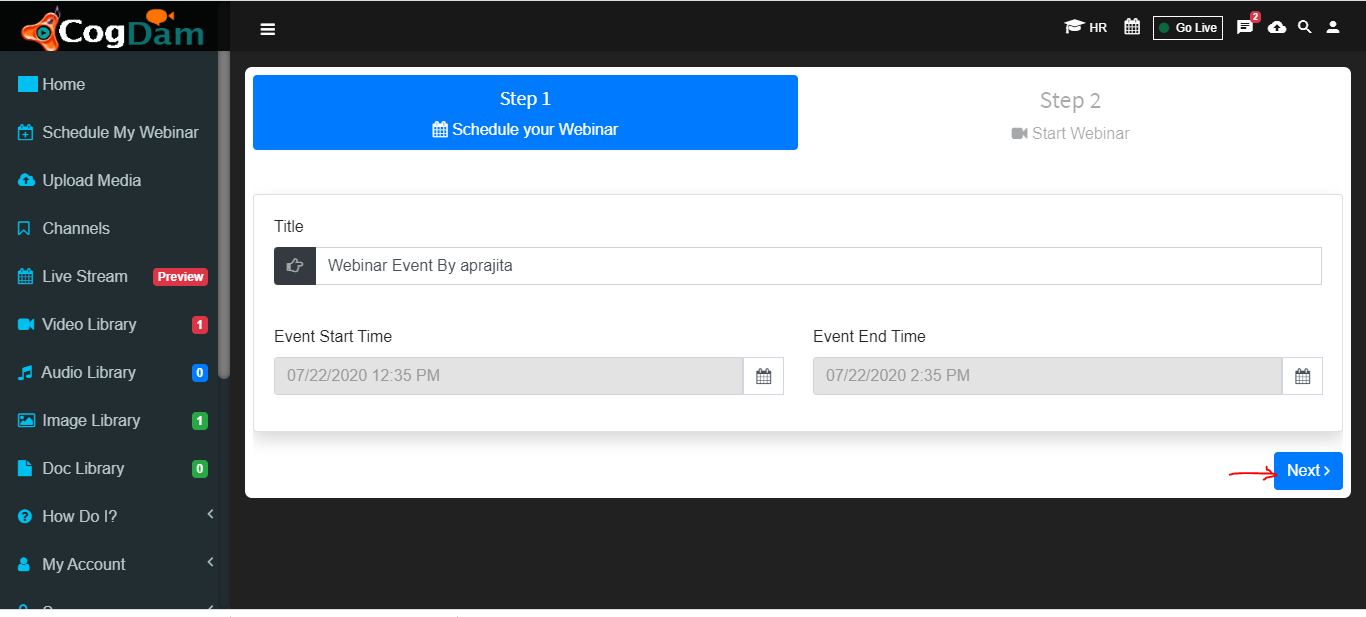 CogDam
HR
Go Live
2
Home
Schedule My Webinar
Upload Media
Channels
Live Stream Preview
Video Library 1
Audio Library 0
Image Library 1
Doc Library 0
How Do I?
My Account
Step 1
Schedule your Webinar
Step 2
Start Webinar
Title
Webinar Event By aprajita
Event Start Time
07/22/2020 12:35 PM
Event End Time
07/22/2020 2:35 PM
Next